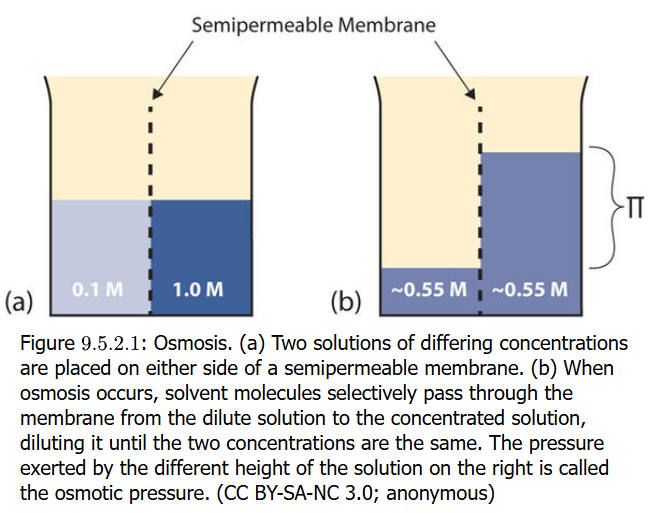 Semipermeable Membrane
0.1 M
1.0 M
(a)
~0.55 M
~0.55 M
(b)
Π
Figure 9.5.2.1: Osmosis. (a) Two solutions of differing concentrations
are placed on either side of a semipermeable membrane. (b) When
osmosis occurs, solvent molecules selectively pass through the
membrane from the dilute solution to the concentrated solution,
diluting it until the two concentrations are the same. The pressure
exerted by the different height of the solution on the right is called
the osmotic pressure. (CC BY-SA-NC 3.0; anonymous)